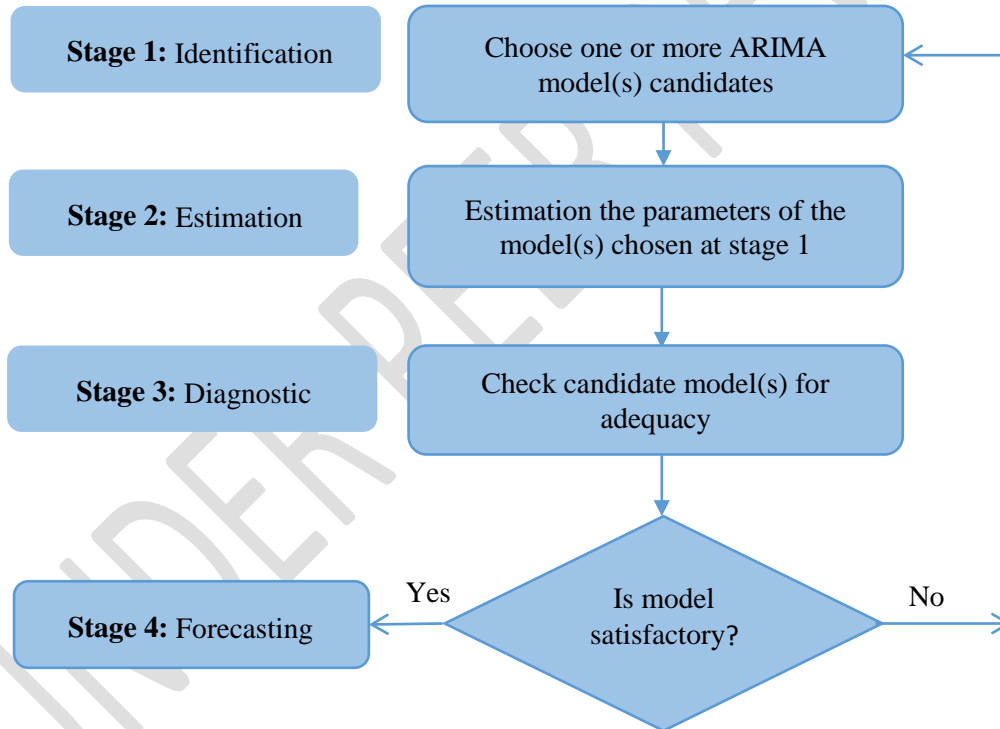 Stage 1: Identification
Choose one or more ARIMA
model(s) candidates
Stage 2: Estimation
Estimation the parameters of the
model(s) chosen at stage 1
Stage 3: Diagnostic
Check candidate model(s) for
adequacy
Yes
Is model
satisfactory?
No
Stage 4: Forecasting